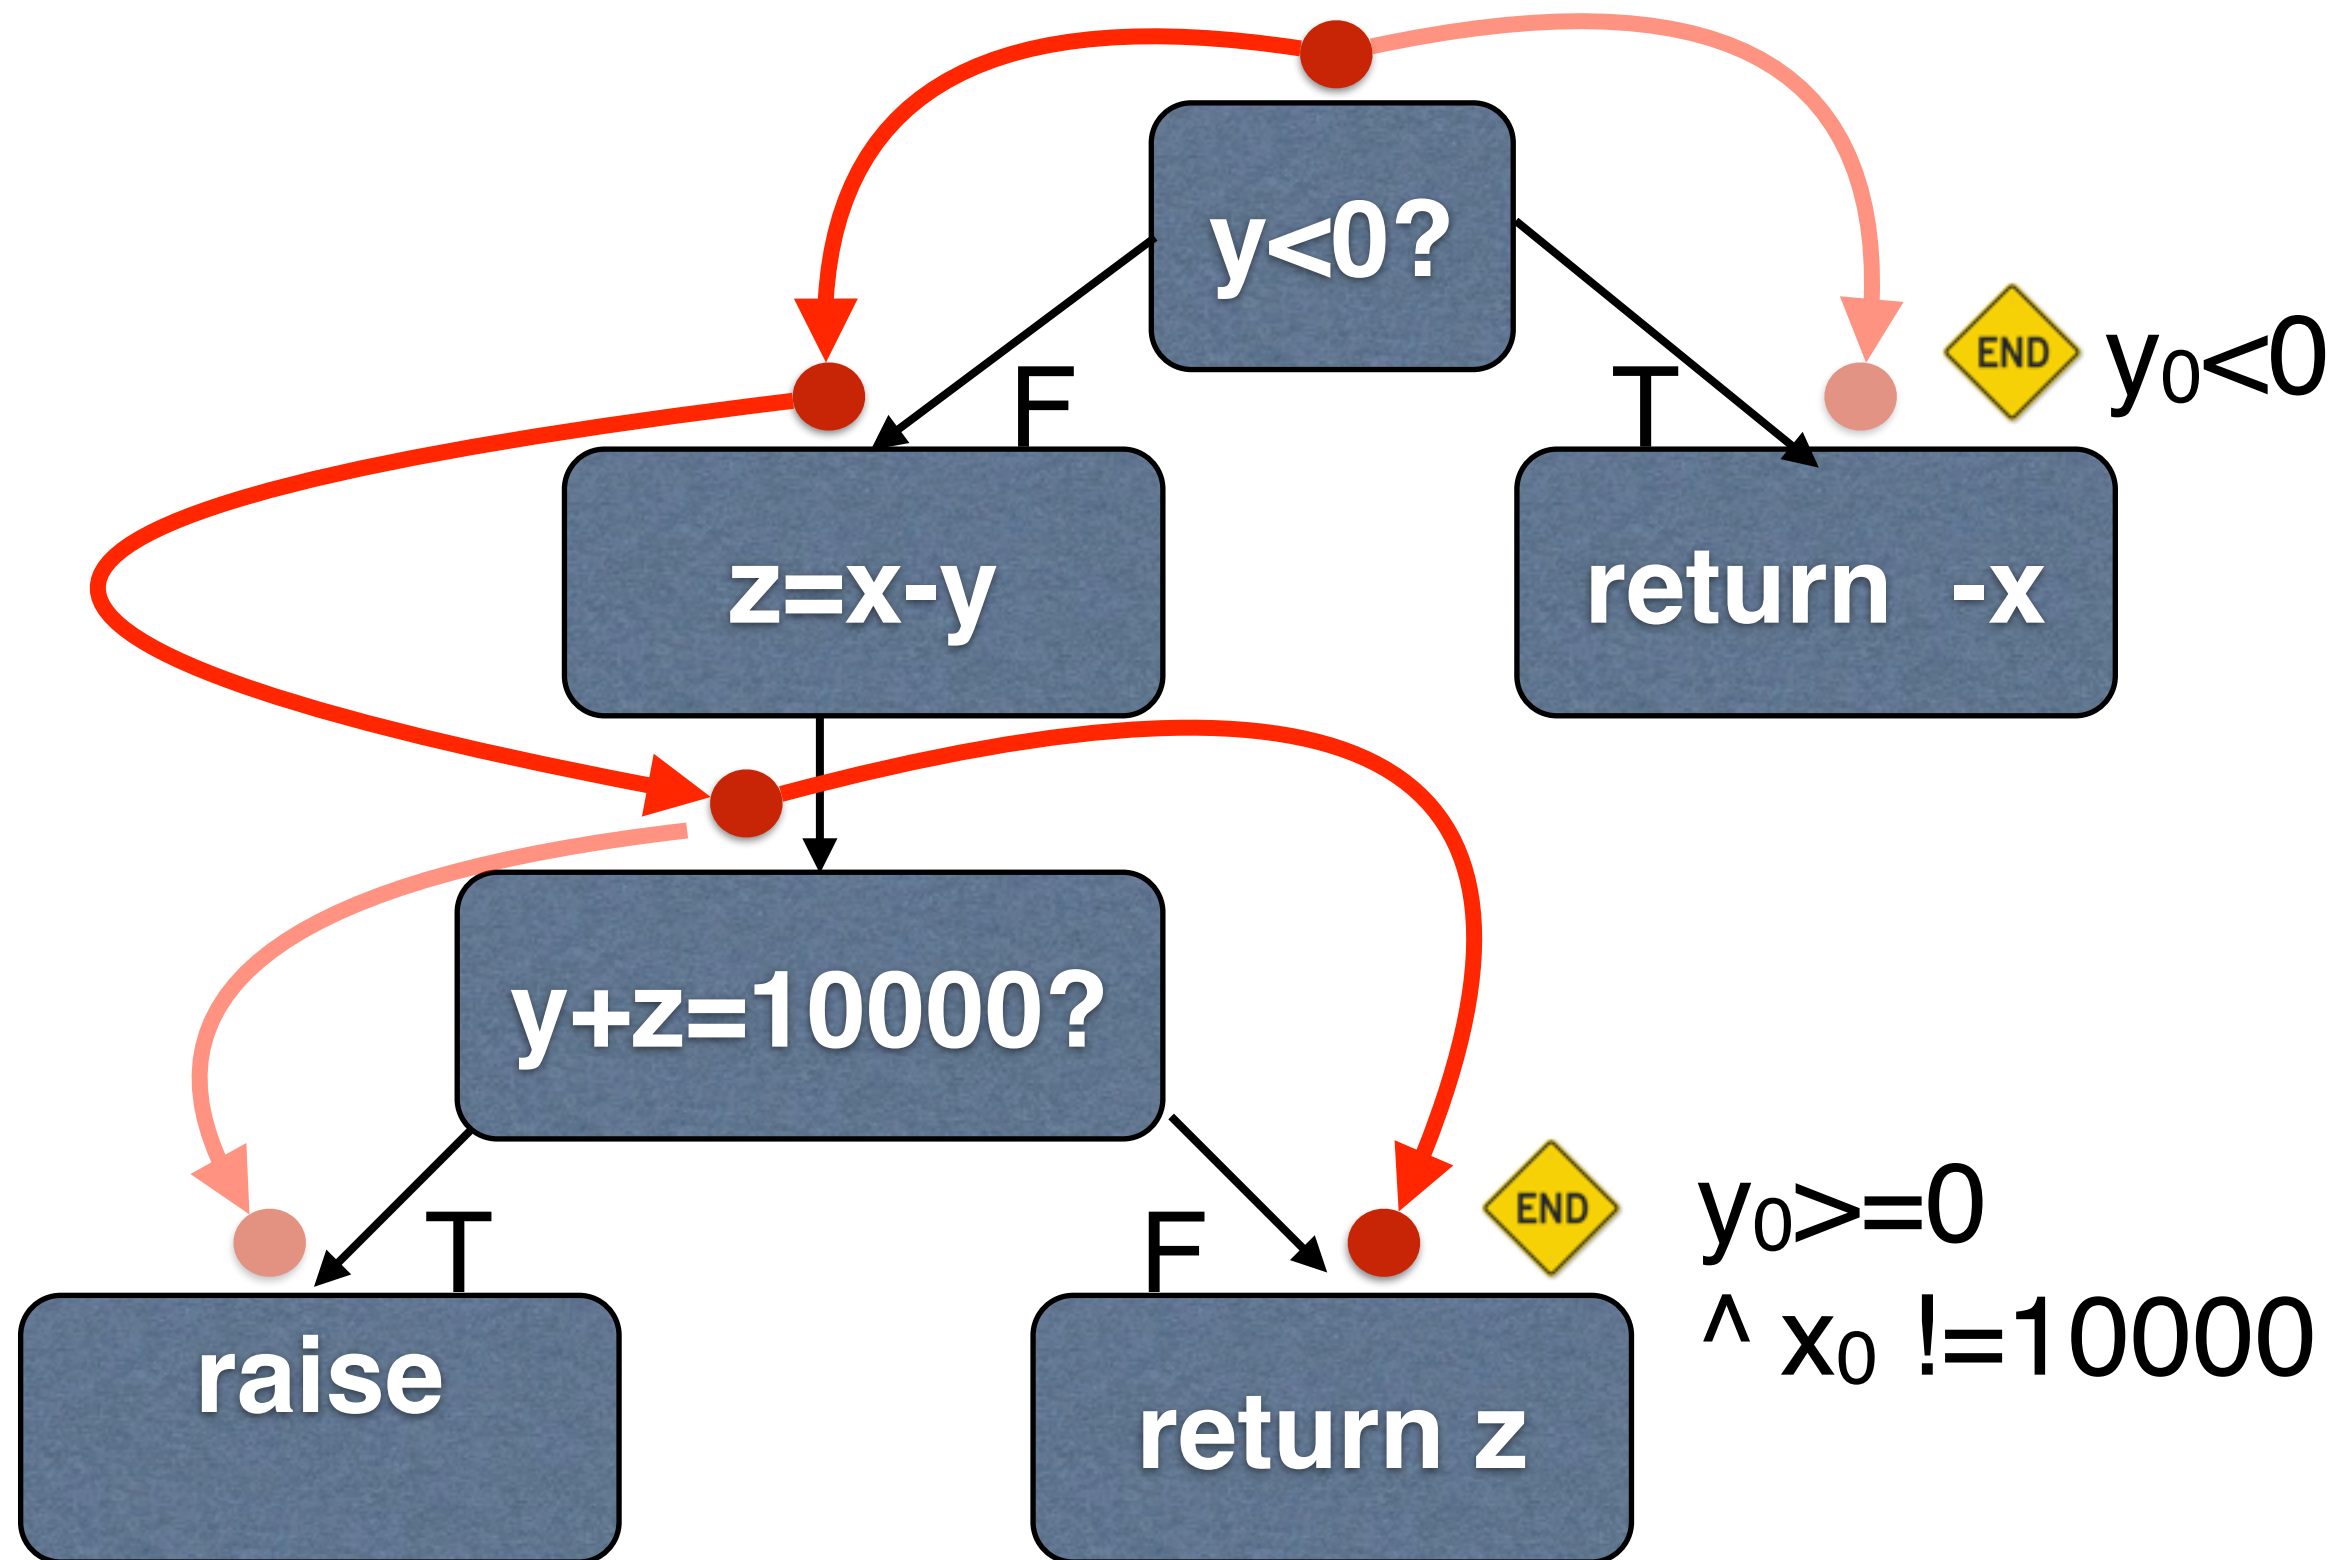 y<0?
END
y₀<0
F
T
z=x-y
return -x
y+z=10000?
END
y₀>=0
T
F
^ x₀ !=10000
raise
return z